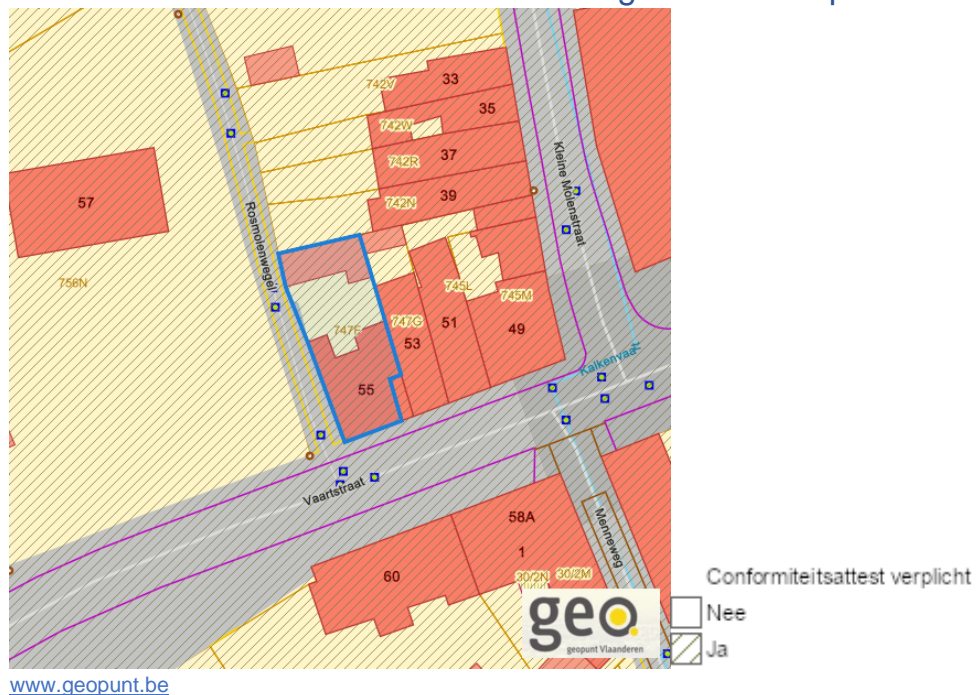 33
742V
35
742W
37
742R
39
742N
57
756N
Rosmolenwegel
Kleine Molenstraat
745L
745M
747F
747G
53
51
49
55
Kalkenvaa
Vaartstraat
Menneweg
58A
1
60
30/2N
30/2M
geo.
geopunt Vlaanderen
Conformiteitsattest verplicht
Nee
Ja
www.geopunt.be